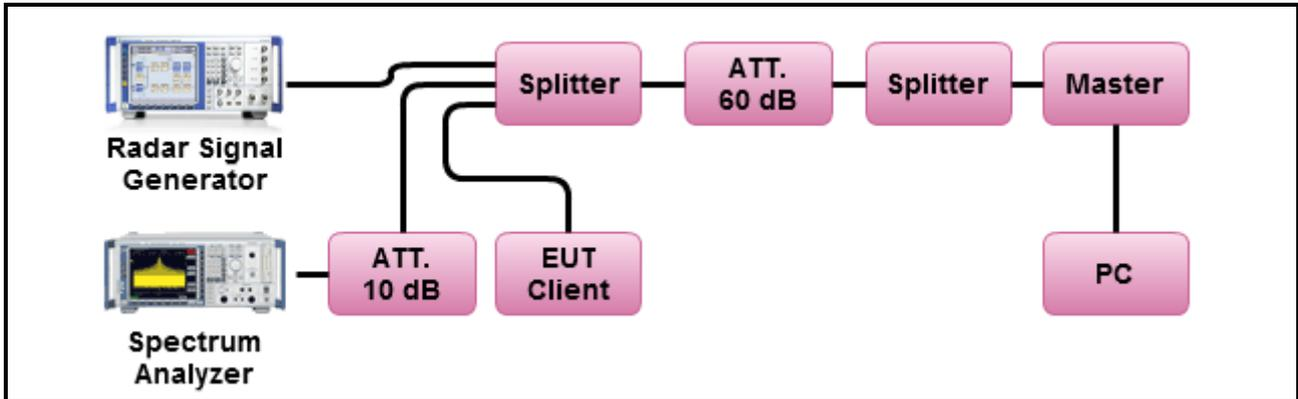 Radar Signal
Generator
Splitter
ATT.
60 dB
Splitter
Master
Spectrum
Analyzer
ATT.
10 dB
EUT
Client
PC